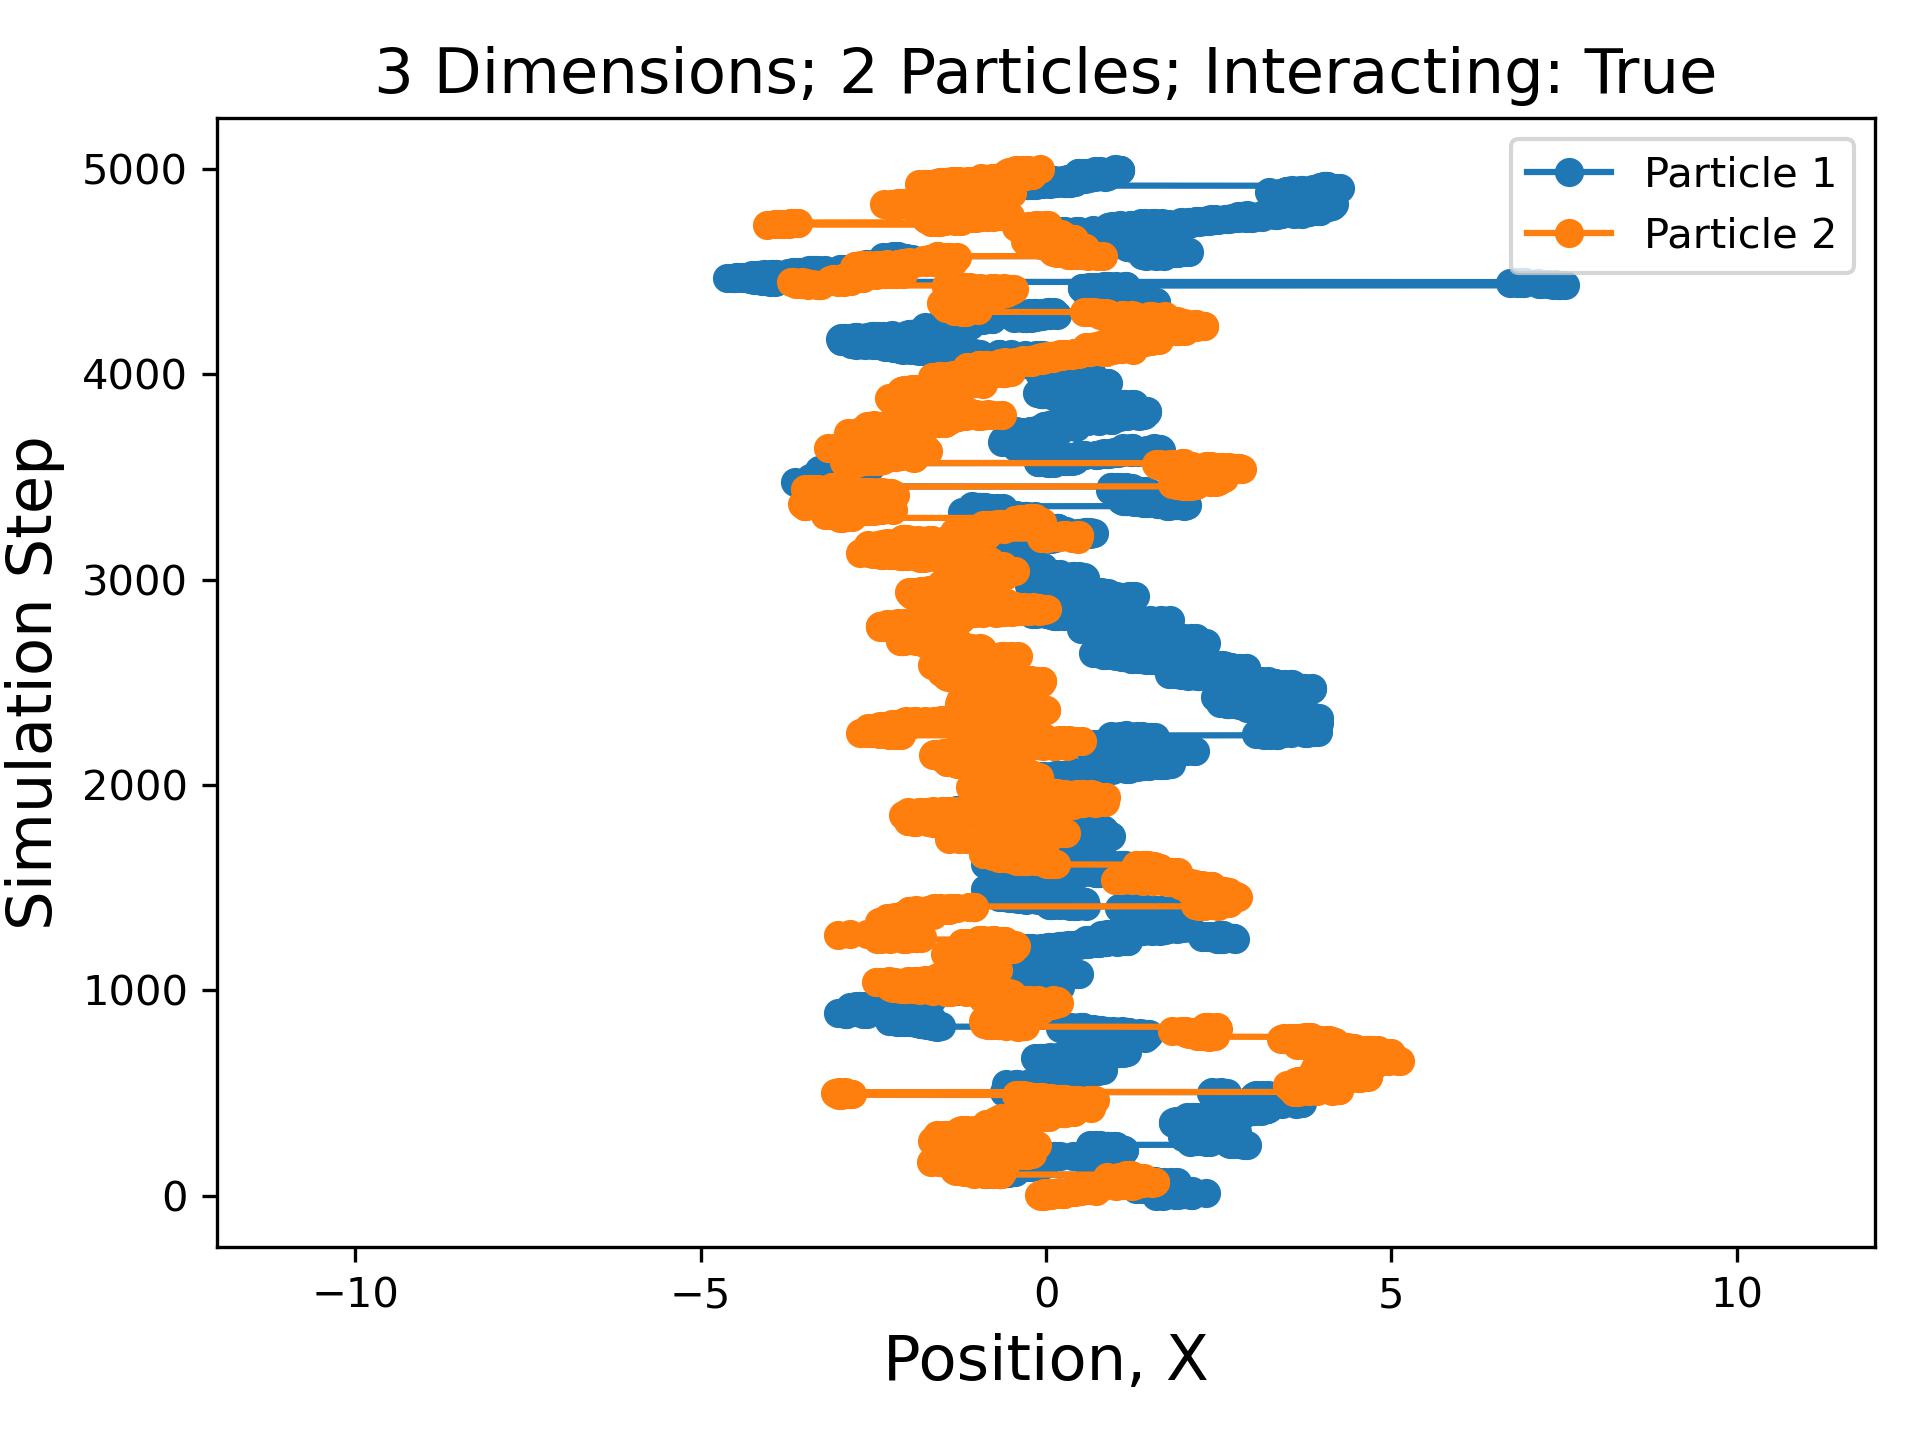 3 Dimensions; 2 Particles; Interacting: True
Particle 1
Particle 2
5000
4000
3000
2000
1000
0
Simulation Step
−10
−5
0
5
10
Position, X